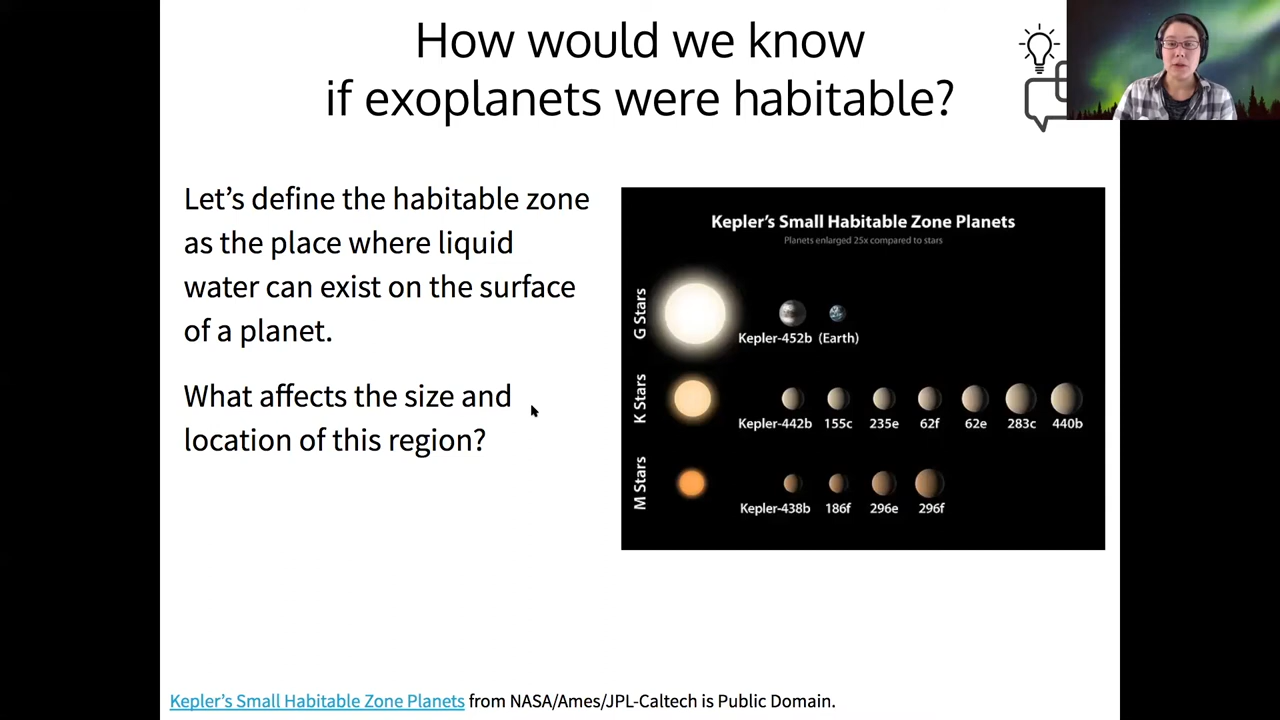 How would we know
if exoplanets were habitable?
Let’s define the habitable zone
as the place where liquid
water can exist on the surface
of a planet.
What affects the size and
location of this region?
Kepler's Small Habitable Zone Planets
Planets enlarged 25x compared to stars
G Stars
Kepler-452b (Earth)
K Stars
Kepler-442b 155c 235e 62f 62e 283c 440b
M Stars
Kepler-438b 186f 296e 296f
Kepler’s Small Habitable Zone Planets from NASA/Ames/JPL-Caltech is Public Domain.